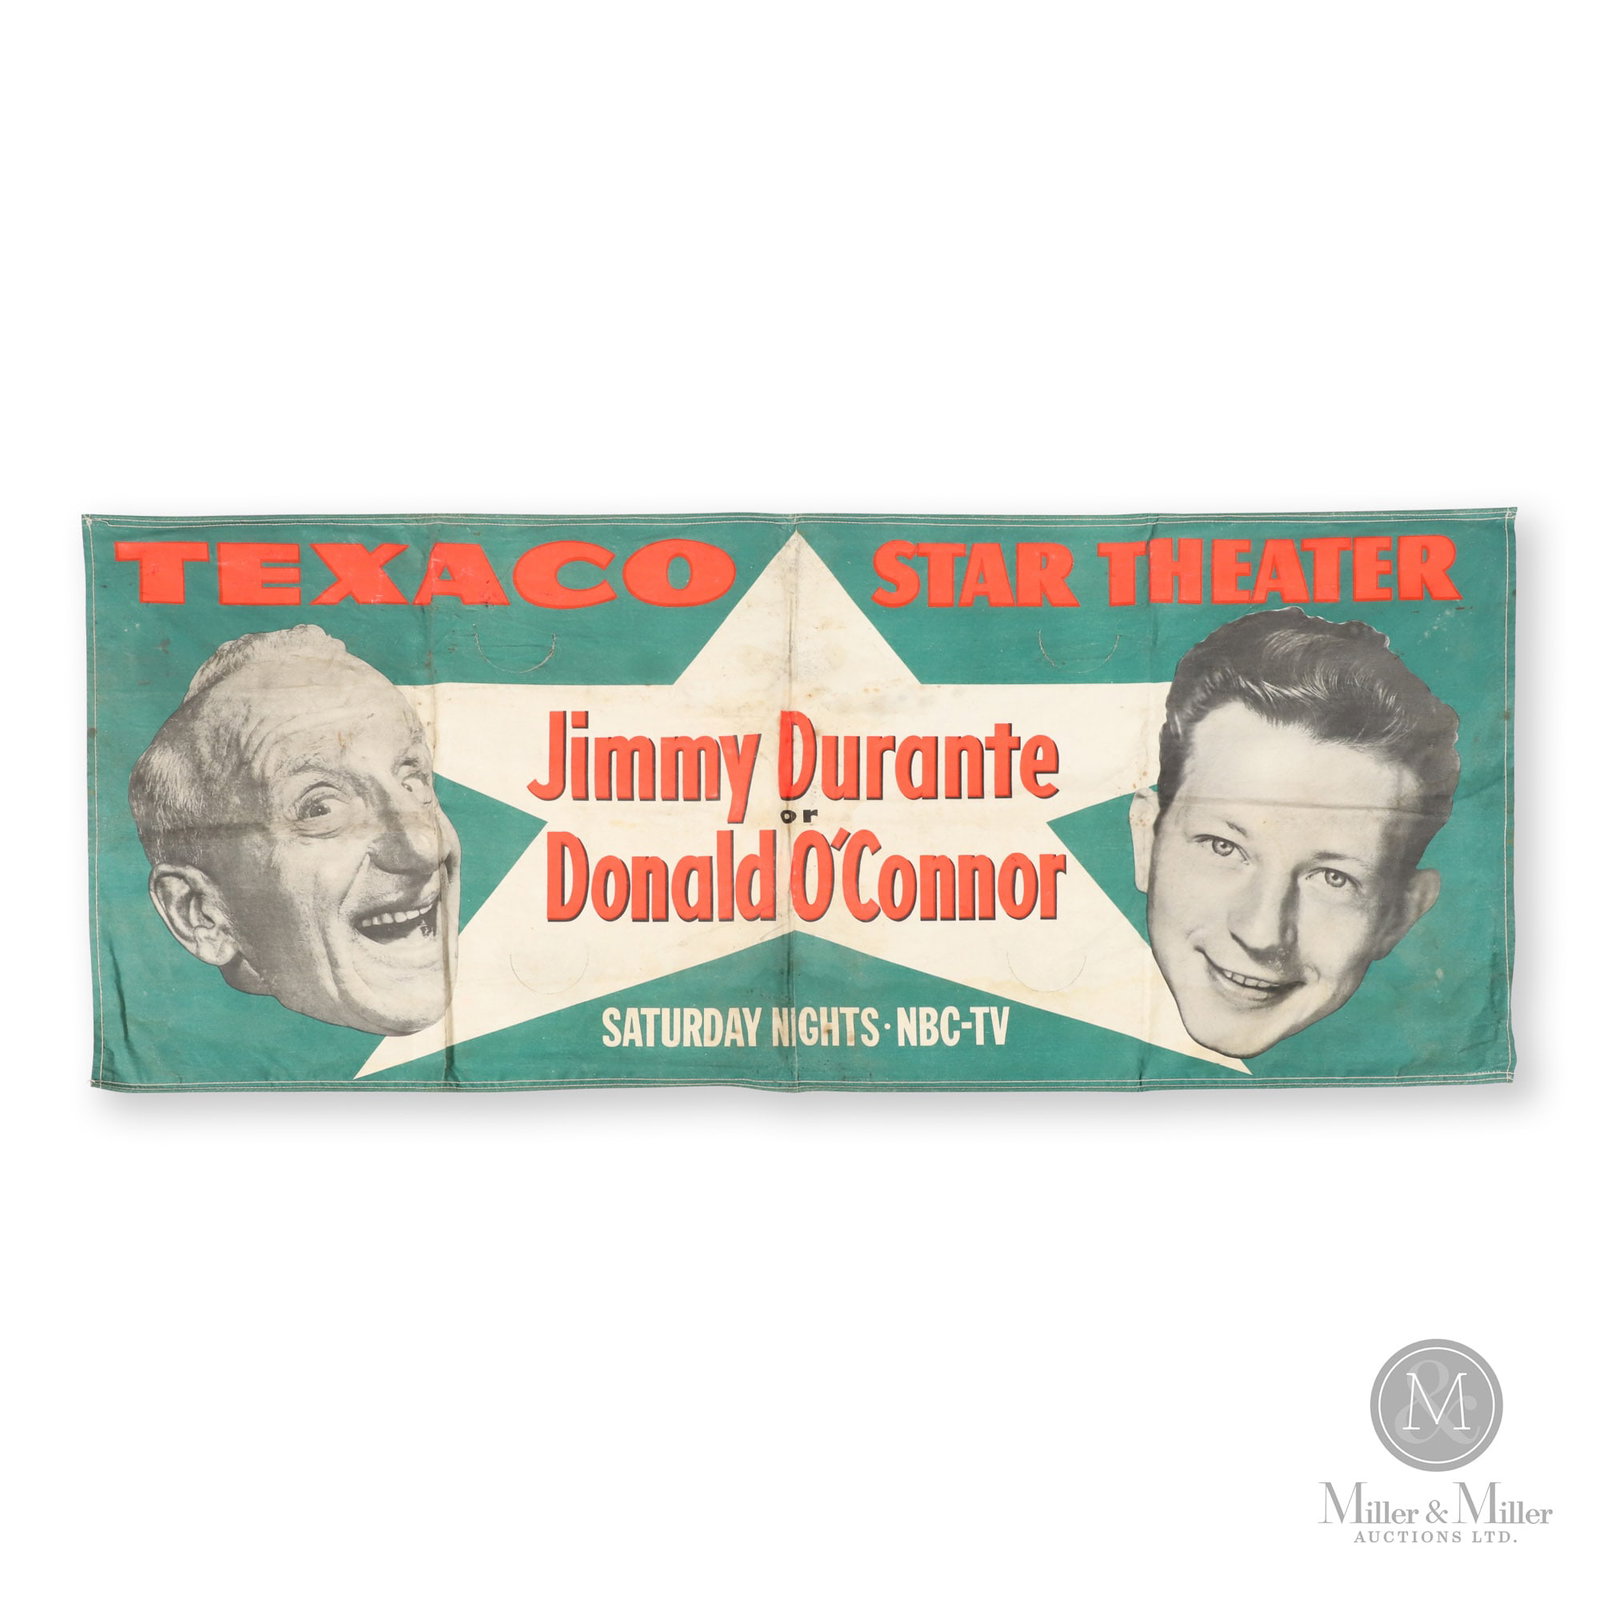 TEXACO STAR THEATER
Jimmy Durante
or
Donald O'Connor
SATURDAY NIGHTS · NBC-TV
M
&
Miller & Miller
AUCTIONS LTD.